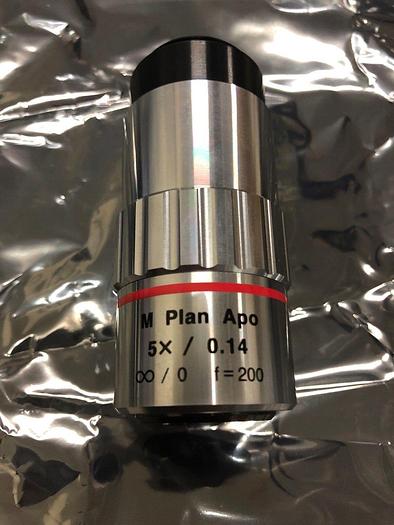 M Plan Apo
5× / 0.14
∞ / 0 f=200